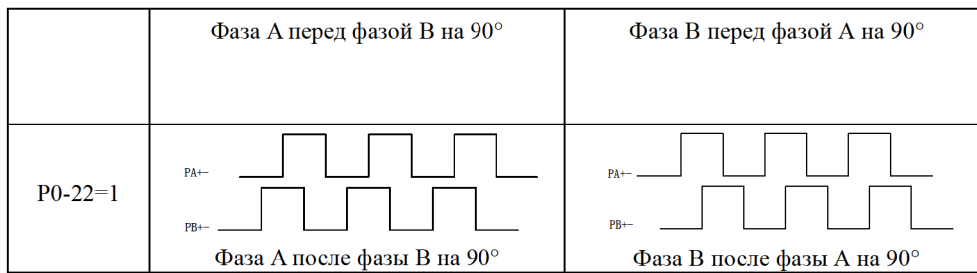 Фаза А перед фазой В на 90°
Фаза В перед фазой А на 90°
P0-22=1
PA+−
PB+−
Фаза А после фазы В на 90°
PA+−
PB+−
Фаза В после фазы А на 90°